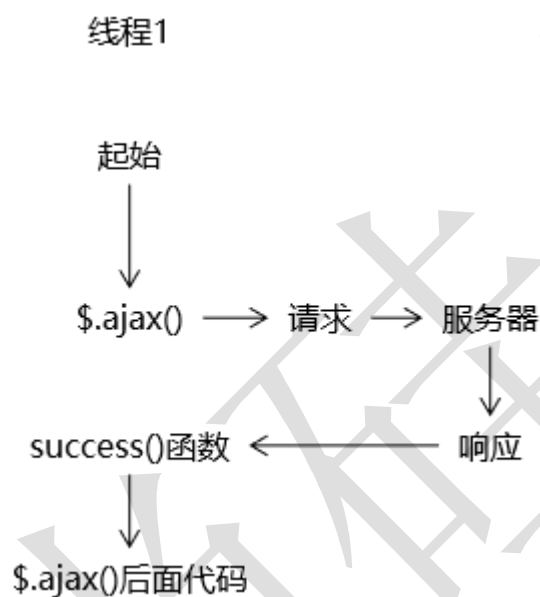 线程1
起始
$.ajax() 请求 服务器
success()函数 响应
$.ajax()后面代码